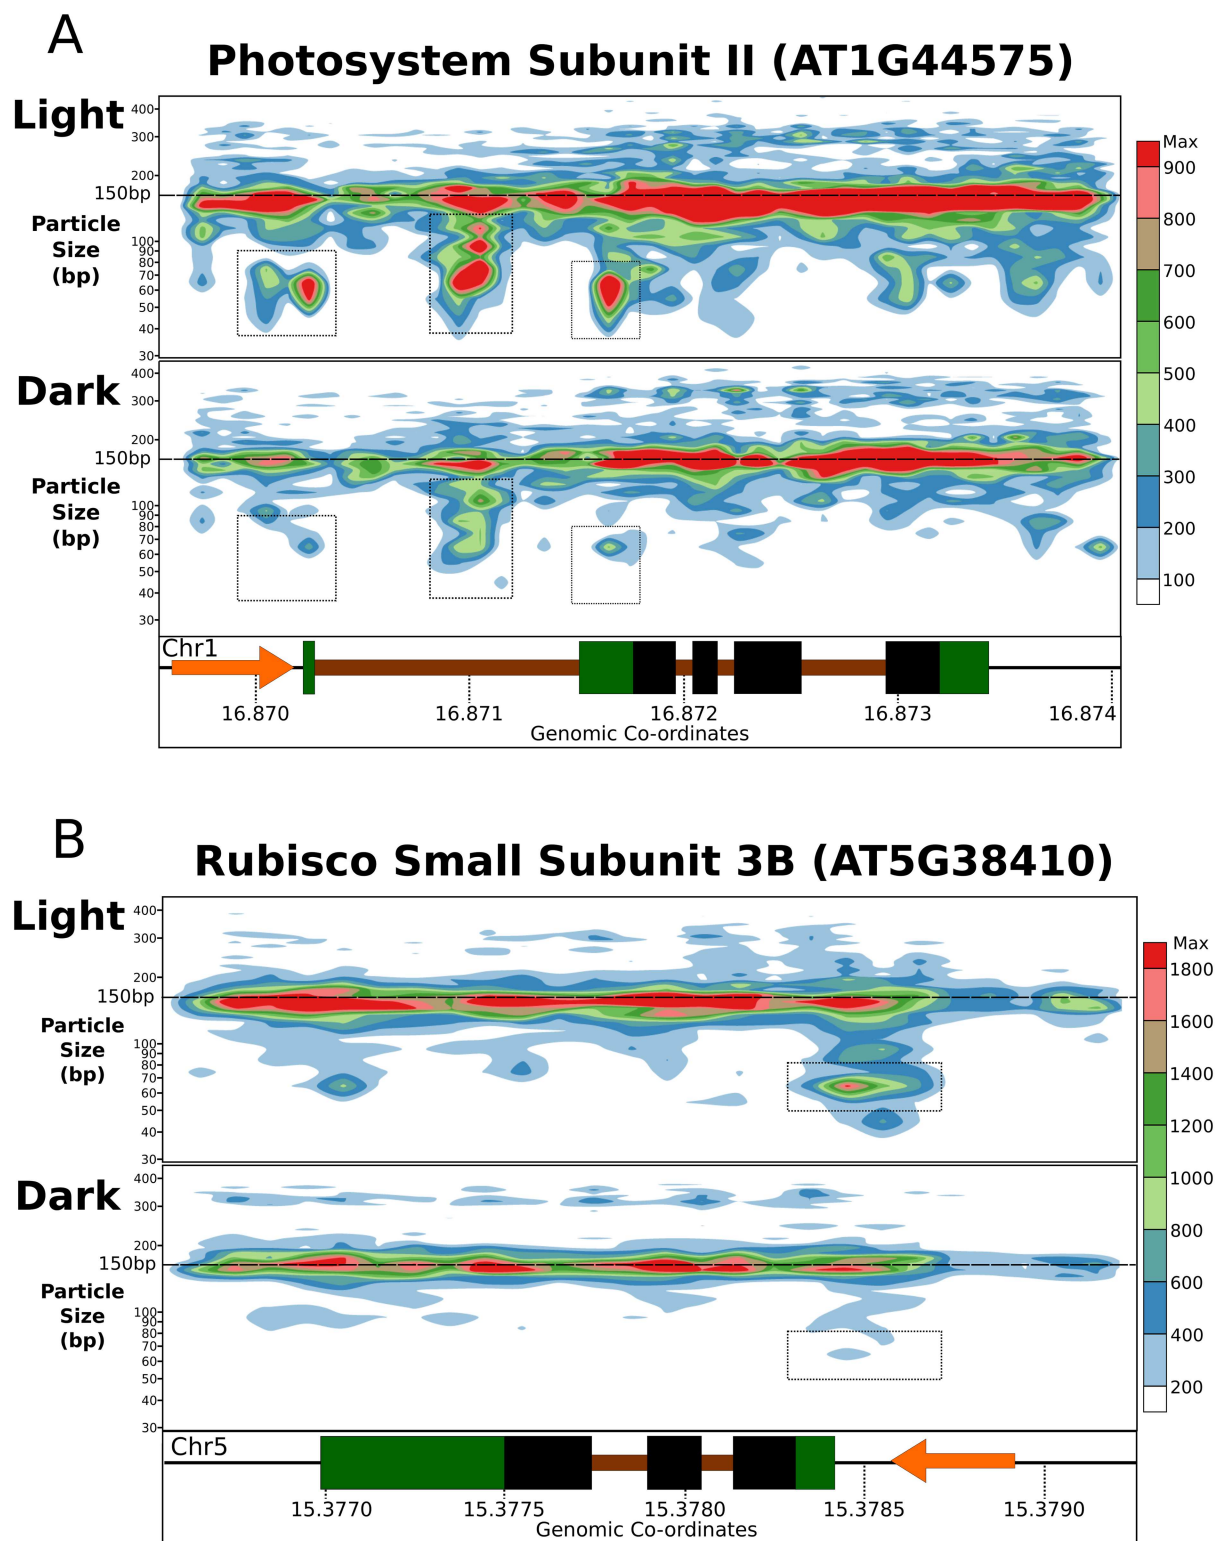 A
Photosystem Subunit II (AT1G44575)
Light
400
300
200
150bp
Particle
Size
(bp)
100
90
80
70
60
50
40
30
Max
900
800
700
600
500
400
300
200
100
Dark
400
300
200
150bp
Particle
Size
(bp)
100
90
80
70
60
50
40
30
Chr1
16.870 16.871 16.872 16.873 16.874
Genomic Co-ordinates
B
Rubisco Small Subunit 3B (AT5G38410)
Light
400
300
200
150bp
Particle
Size
(bp)
100
90
80
70
60
50
40
30
Max
1800
1600
1400
1200
1000
800
600
400
200
Dark
400
300
200
150bp
Particle
Size
(bp)
100
90
80
70
60
50
40
30
Chr5
15.3770 15.3775 15.3780 15.3785 15.3790
Genomic Co-ordinates